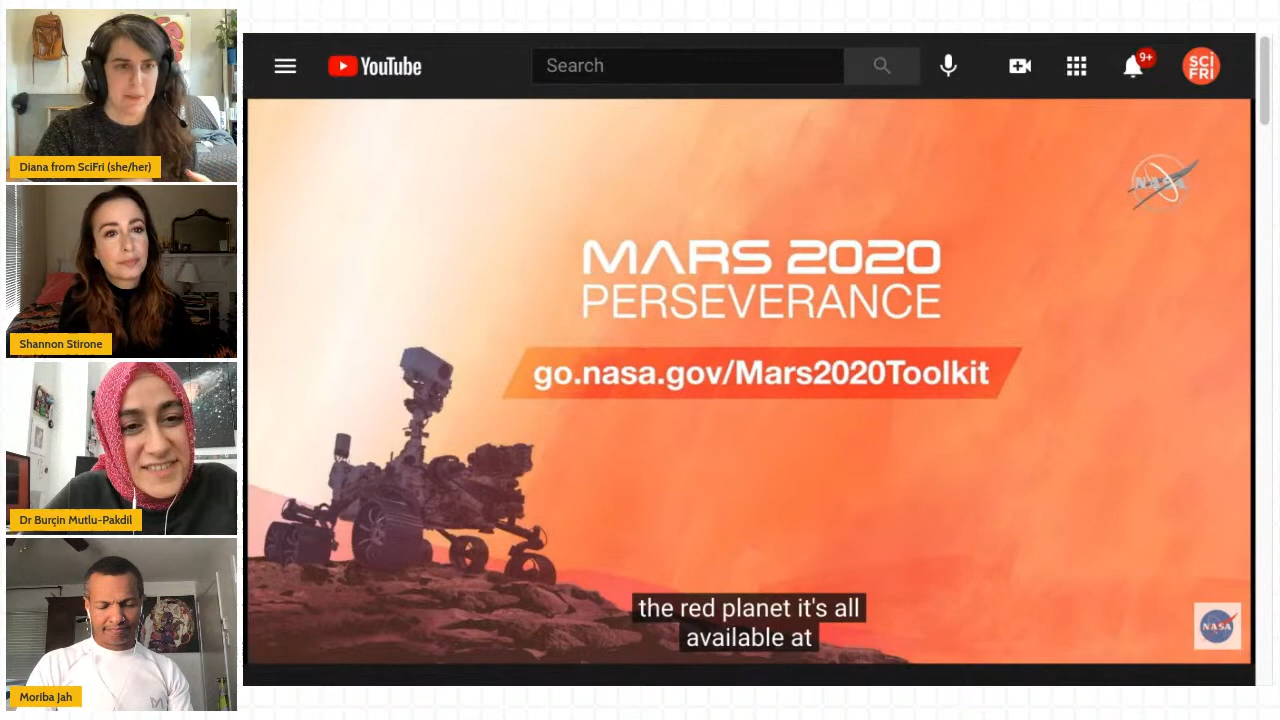 Diana from SciFri (she/her)
Shannon Stirone
Dr Burçin Mutlu-Pakdil
Moriba Jah
YouTube
Search
9+
SCI
FRI
NASA
MARS 2020
PERSEVERANCE
go.nasa.gov/Mars2020Toolkit
the red planet it's all
available at
NASA